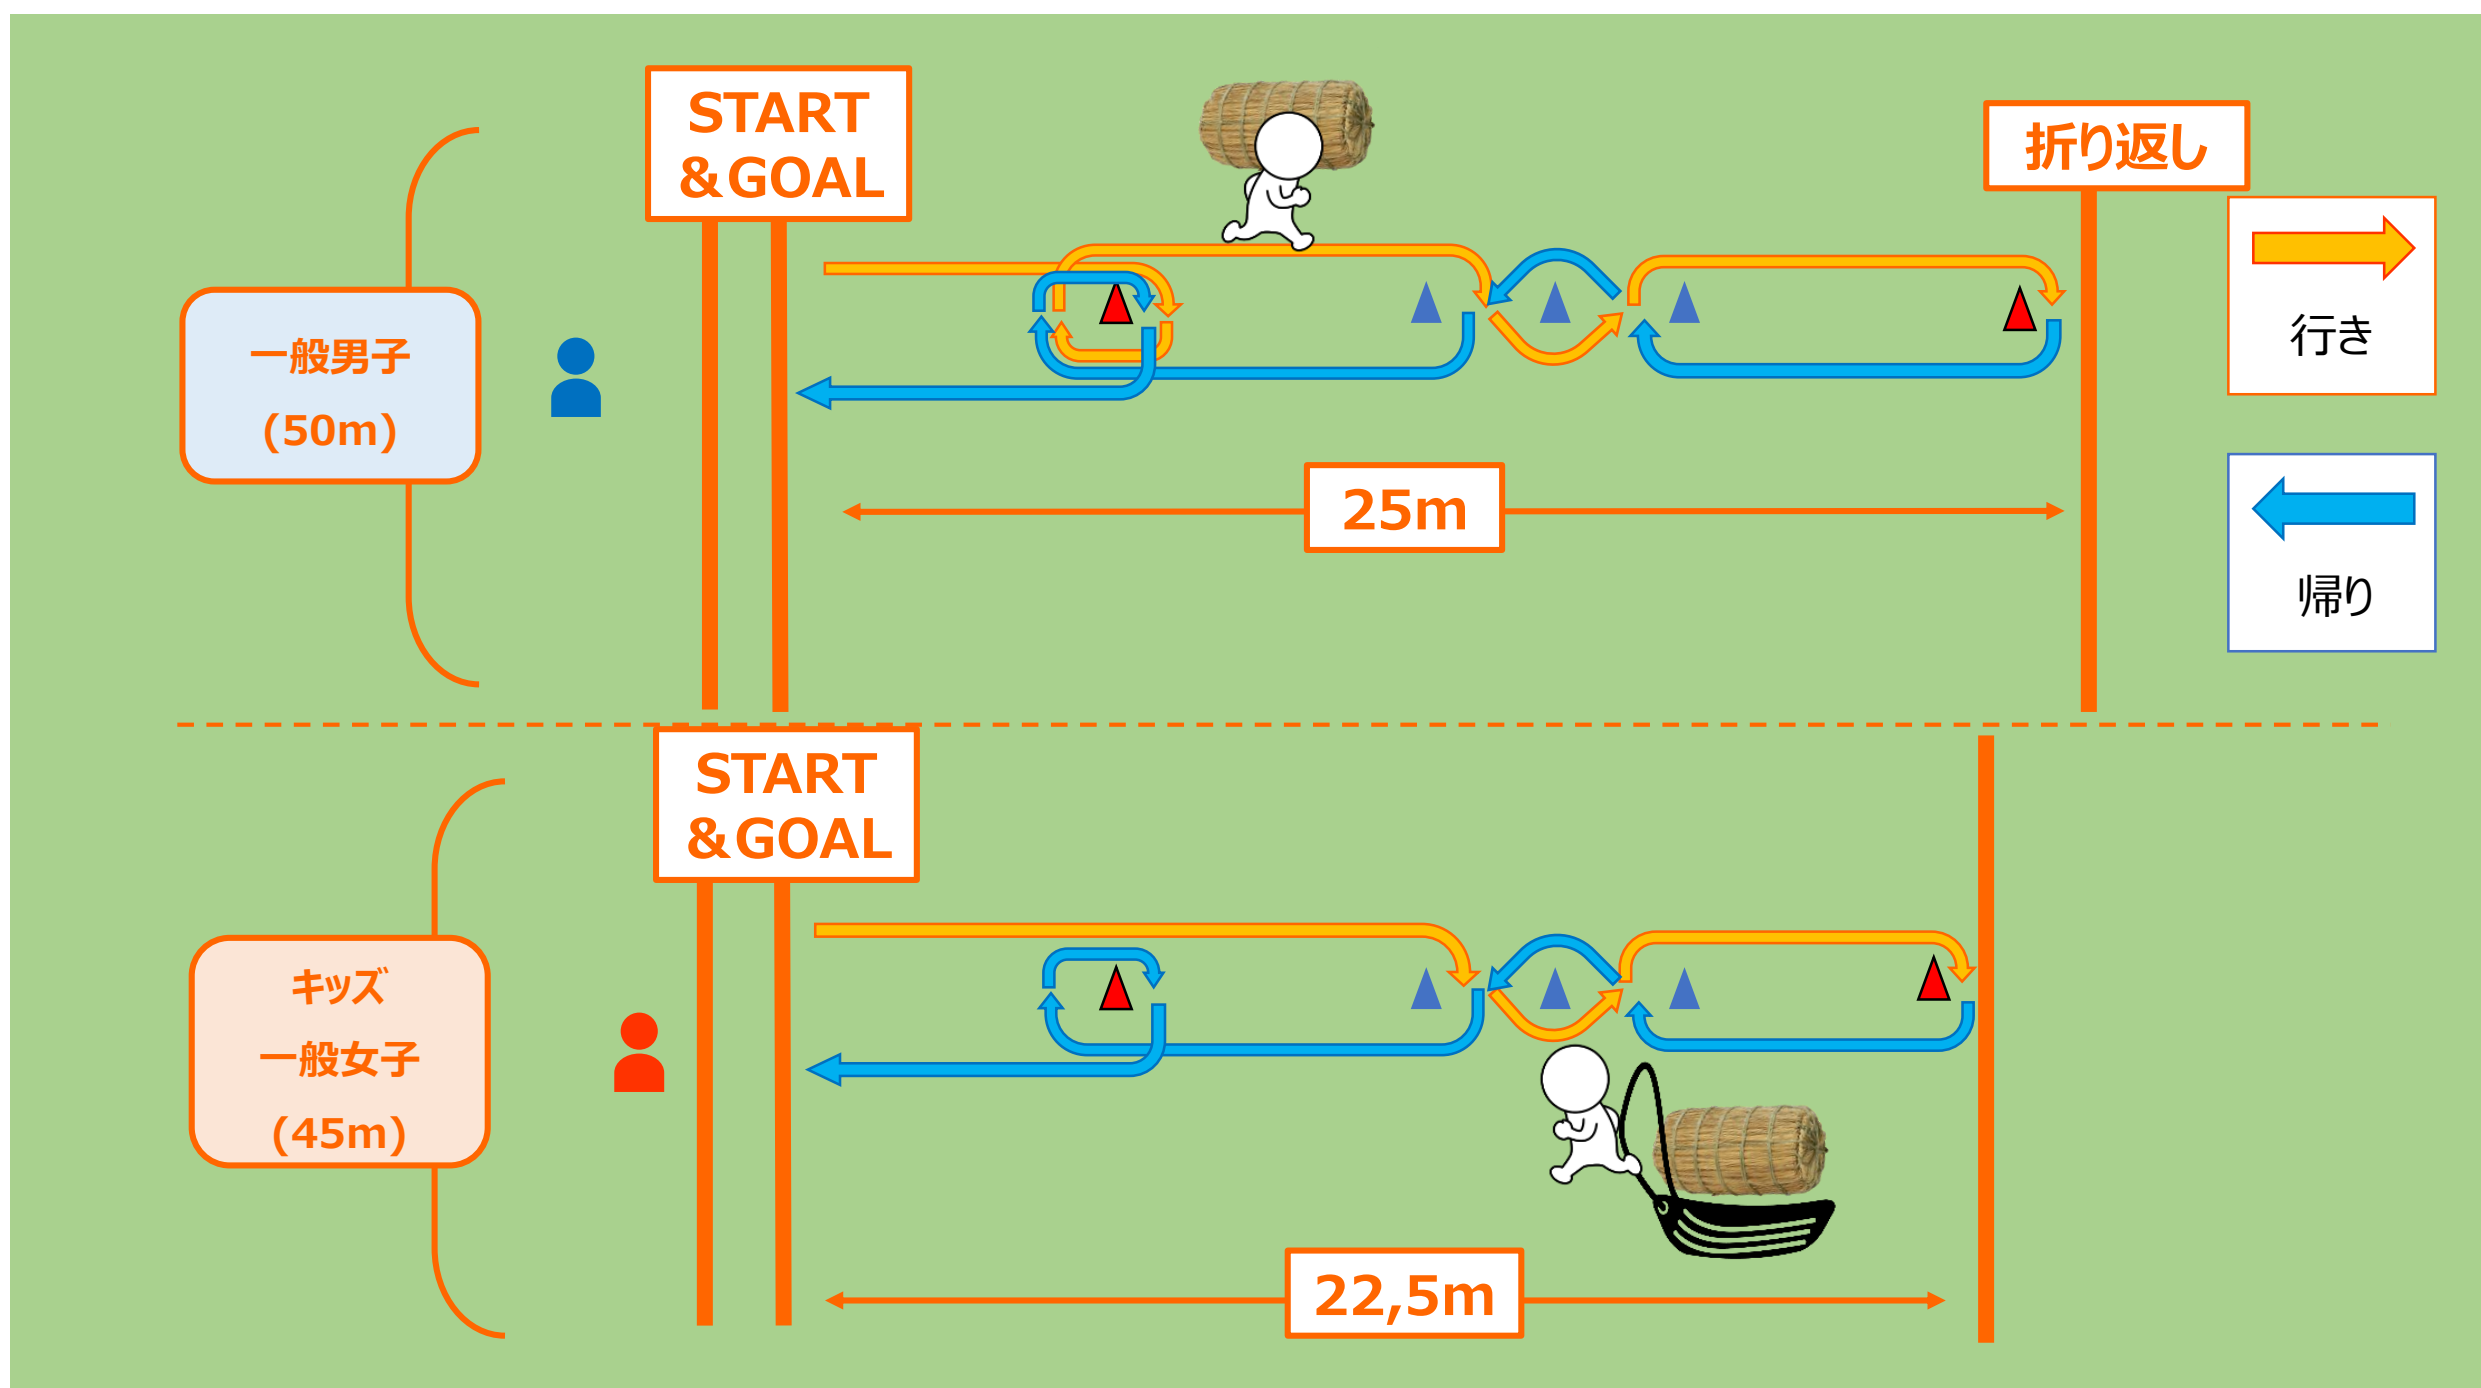 START
&GOAL
折り返し
行き
一般男子
(50m)
25m
帰り
START
&GOAL
キッズ
一般女子
(45m)
22,5m